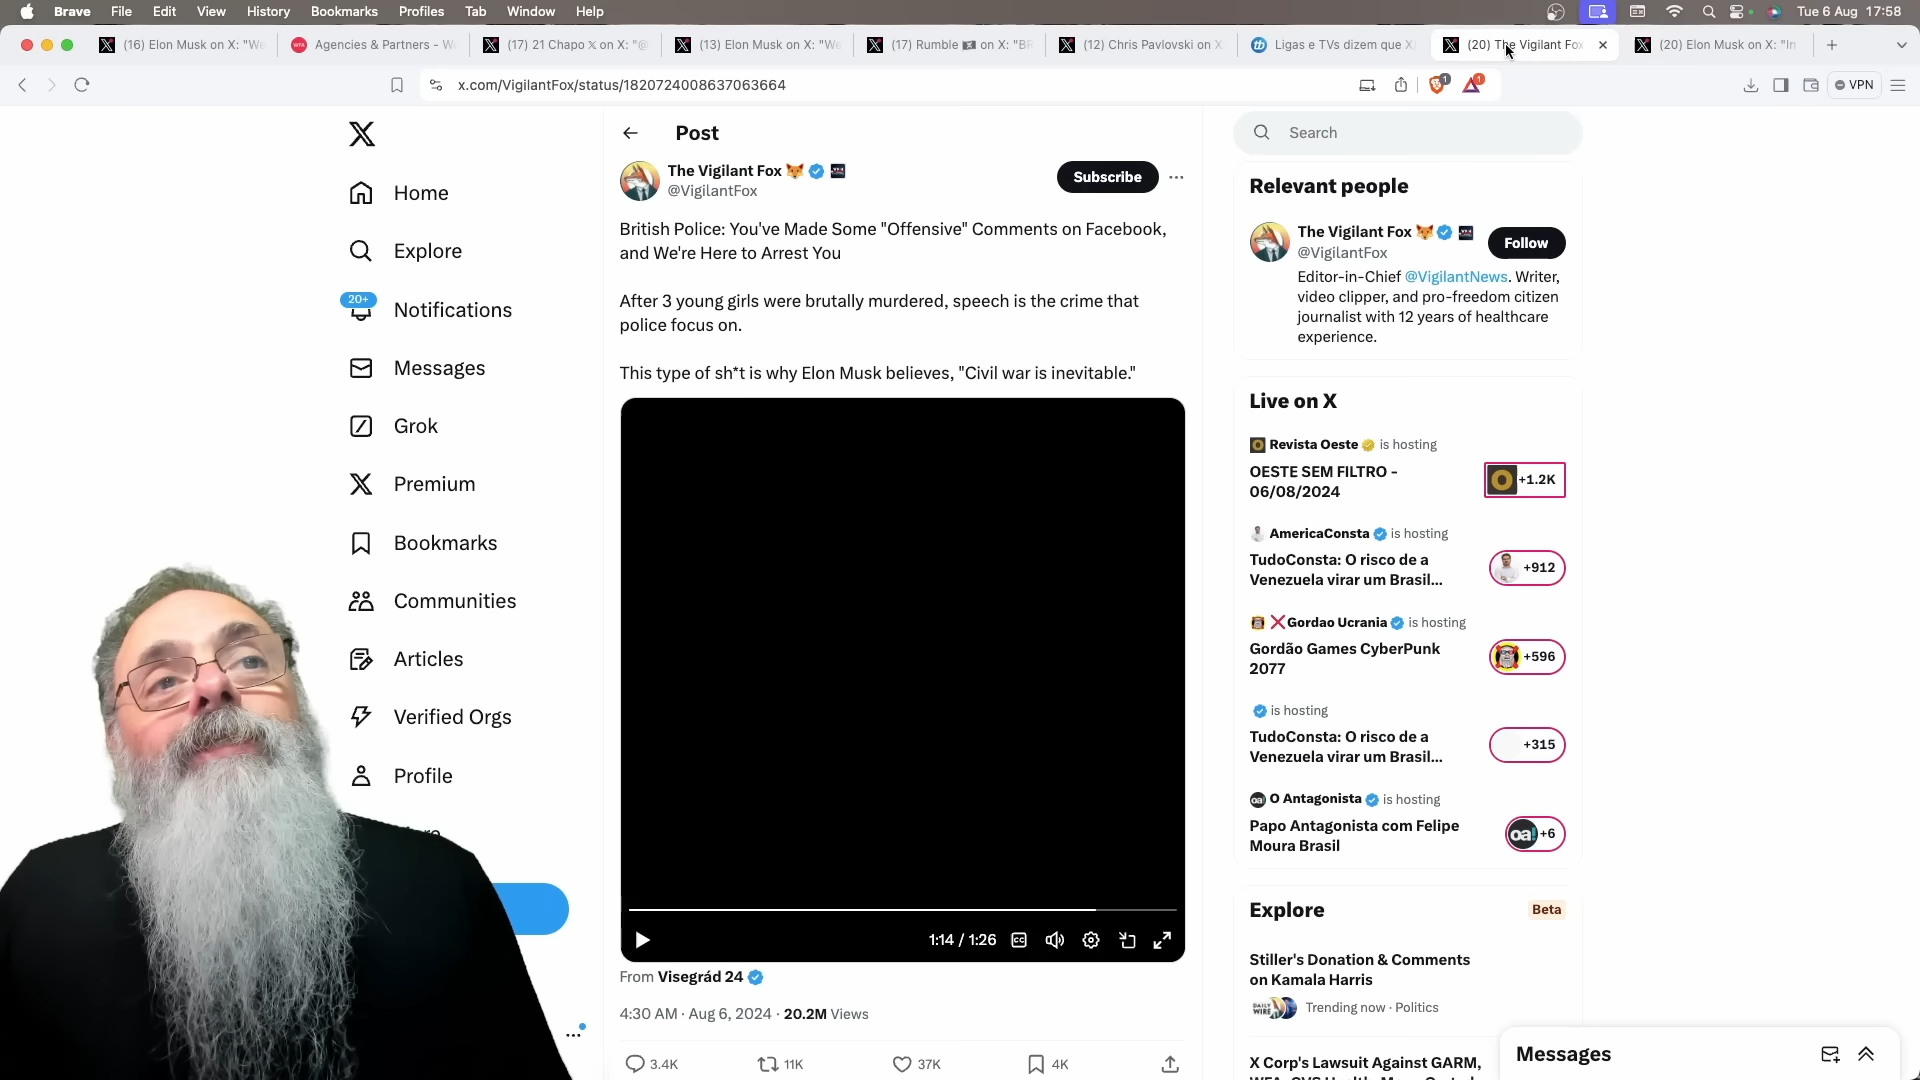 Brave File Edit View History Bookmarks Profiles Tab Window Help Tue 6 Aug 17:58
(16) Elon Musk on X: "We
Agencies & Partners - W
(17) 21 Chapo 𝕏 on X: "@
(13) Elon Musk on X: "We
(17) Rumble on X: "BR
(12) Chris Pavlovski on X
Ligas e TVs dizem que X
(20) The Vigilant Fox
(20) Elon Musk on X: "In
x.com/VigilantFox/status/1820724008637063664
1
1
VPN
Home
Explore
20+
Notifications
Messages
Grok
Premium
Bookmarks
Communities
Articles
Verified Orgs
Profile
Post
The Vigilant Fox
@VigilantFox
Subscribe
British Police: You've Made Some "Offensive" Comments on Facebook,
and We're Here to Arrest You
After 3 young girls were brutally murdered, speech is the crime that
police focus on.
This type of sh*t is why Elon Musk believes, "Civil war is inevitable."
1:14 / 1:26
CC
From Visegrád 24
4:30 AM · Aug 6, 2024 · 20.2M Views
3.4K 11K 37K 4K
Search
Relevant people
The Vigilant Fox
@VigilantFox
Follow
Editor-in-Chief @VigilantNews. Writer,
video clipper, and pro-freedom citizen
journalist with 12 years of healthcare
experience.
Live on X
Revista Oeste is hosting
OESTE SEM FILTRO -
06/08/2024
+1.2K
AmericaConsta is hosting
TudoConsta: O risco de a
Venezuela virar um Brasil...
+912
Gordao Ucrania is hosting
Gordão Games CyberPunk
2077
+596
is hosting
TudoConsta: O risco de a
Venezuela virar um Brasil...
+315
O Antagonista is hosting
Papo Antagonista com Felipe
Moura Brasil
oa!
+6
Explore
Beta
Stiller's Donation & Comments
on Kamala Harris
DAILY
WIRE
Trending now · Politics
X Corp's Lawsuit Against GARM,
Messages